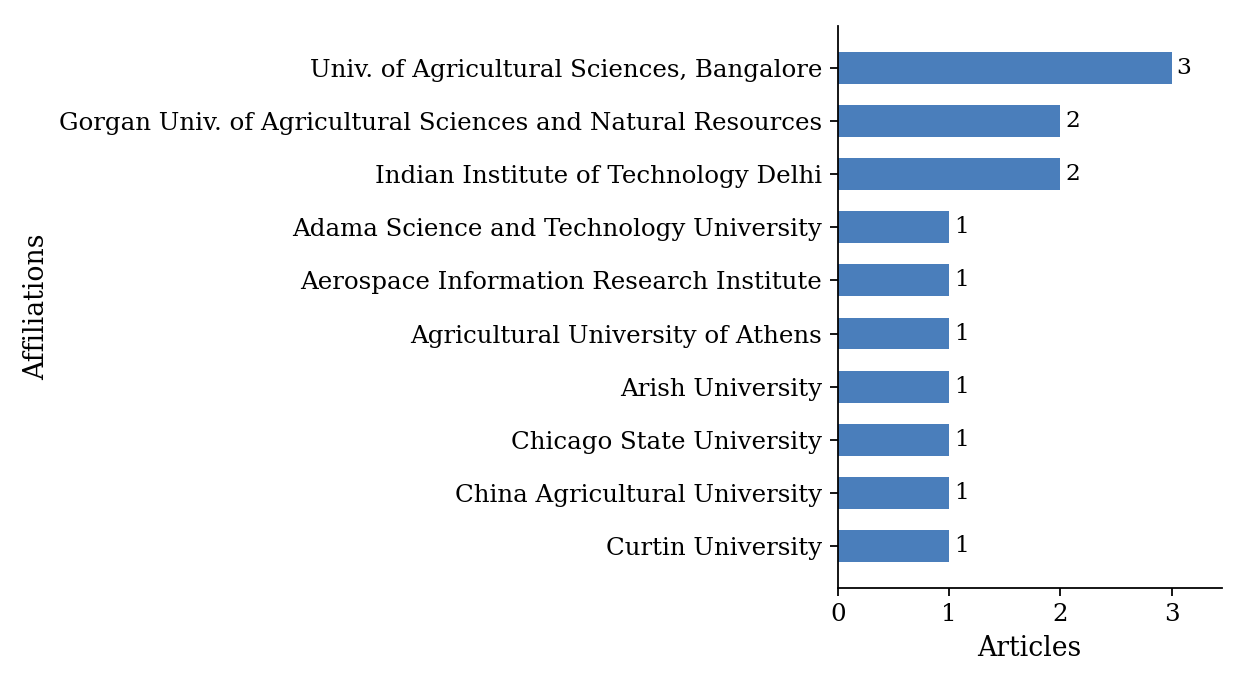 Univ. of Agricultural Sciences, Bangalore 3
Gorgan Univ. of Agricultural Sciences and Natural Resources 2
Indian Institute of Technology Delhi 2
Adama Science and Technology University 1
Aerospace Information Research Institute 1
Agricultural University of Athens 1
Arish University 1
Chicago State University 1
China Agricultural University 1
Curtin University 1
Affiliations
0 1 2 3
Articles